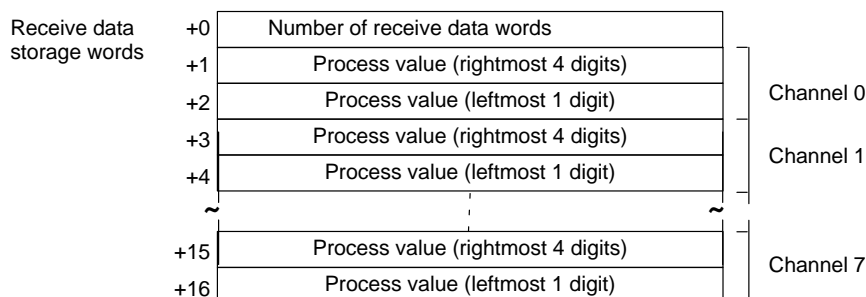 Receive data
storage words
+0 Number of receive data words
+1 Process value (rightmost 4 digits)
+2 Process value (leftmost 1 digit)
Channel 0
+3 Process value (rightmost 4 digits)
+4 Process value (leftmost 1 digit)
Channel 1
~ ~
+15 Process value (rightmost 4 digits)
+16 Process value (leftmost 1 digit)
Channel 7